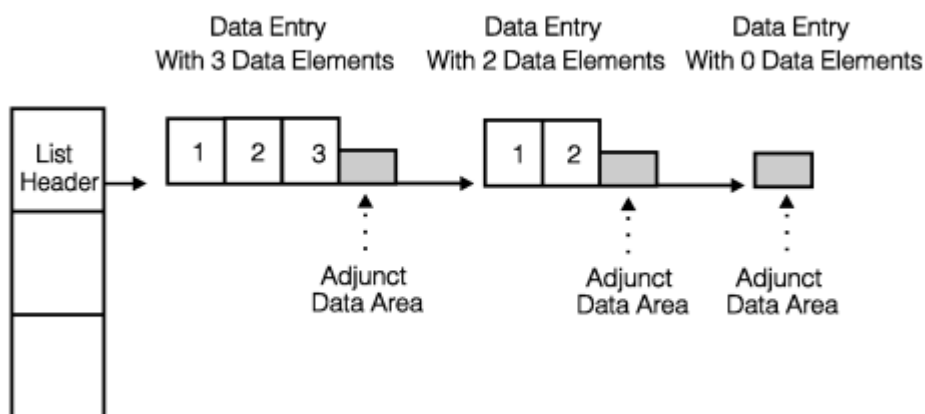 Data Entry
With 3 Data Elements
Data Entry
With 2 Data Elements
Data Entry
With 0 Data Elements
List
Header
1 2 3
1 2
Adjunct
Data Area
Adjunct
Data Area
Adjunct
Data Area